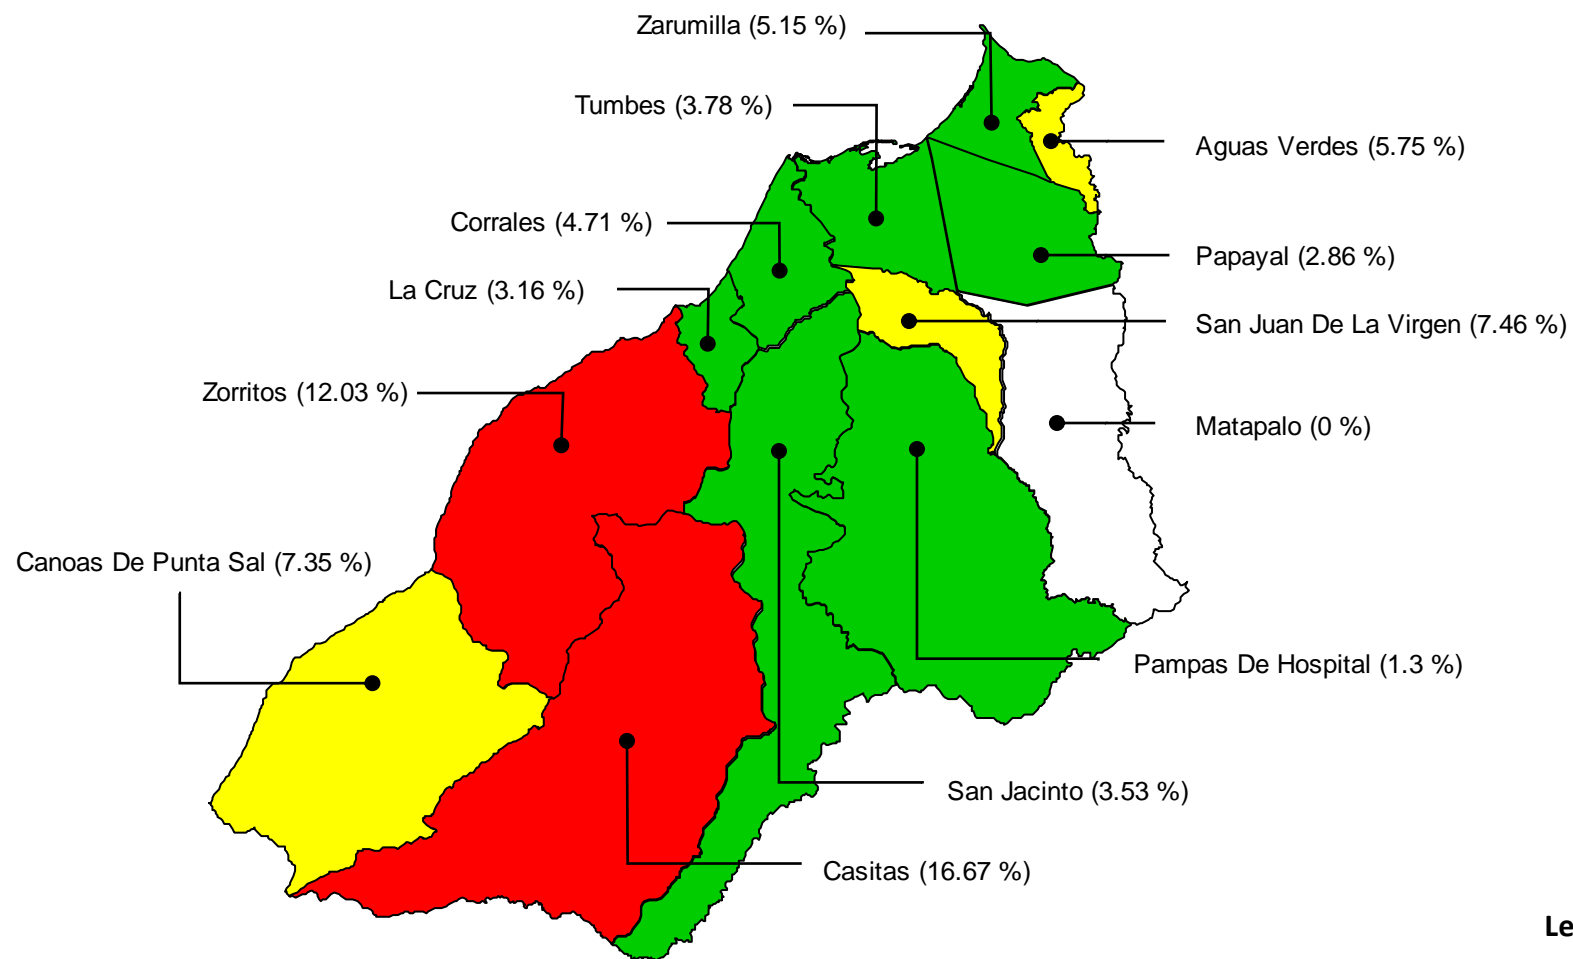 Zarumilla (5.15 %)
Tumbes (3.78 %)
Aguas Verdes (5.75 %)
Corrales (4.71 %)
Papayal (2.86 %)
La Cruz (3.16 %)
San Juan De La Virgen (7.46 %)
Zorritos (12.03 %)
Matapalo (0 %)
Canoas De Punta Sal (7.35 %)
Pampas De Hospital (1.3 %)
San Jacinto (3.53 %)
Casitas (16.67 %)
Le